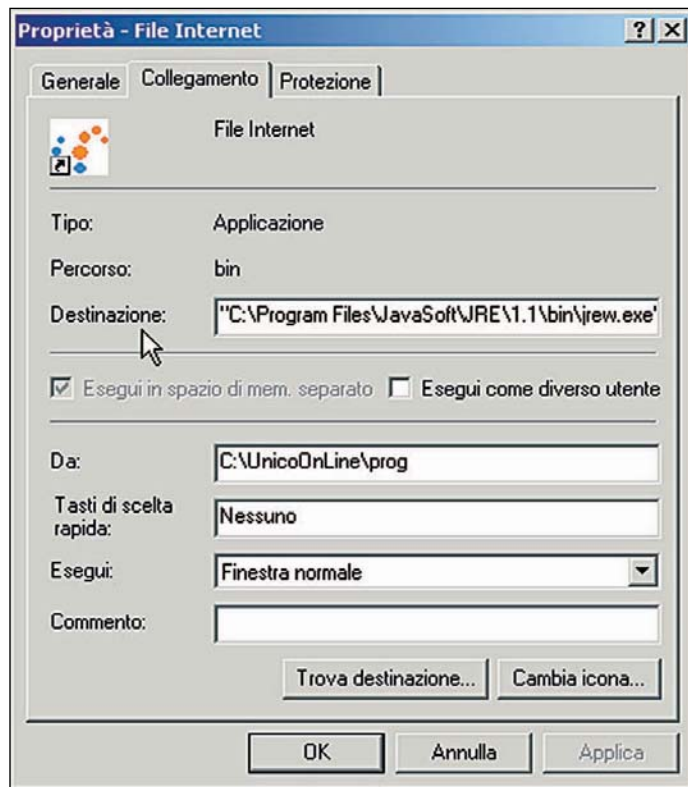 Proprietà - File Internet
Generale Collegamento Protezione
File Internet
Tipo: Applicazione
Percorso: bin
Destinazione: "C:\Program Files\JavaSoft\JRE\1.1\bin\jrew.exe"
Esegui in spazio di mem. separato Esegui come diverso utente
Da: C:\UnicoOnLine\prog
Tasti di scelta
rapida: Nessuno
Esegui: Finestra normale
Commento:
Trova destinazione... Cambia icona...
OK Annulla Applica